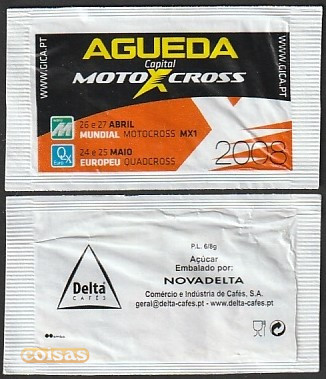 WWW.GICA.PT
AGUEDA
Capital
MOTOXCROSS
WWW.GICA.PT
26 e 27 ABRIL
MUNDIAL MOTOCROSS MX1
24 e 25 MAIO
EUROPEU QUADCROSS
2008
P.L. 6/8g
Açúcar
Embalado por:
NOVADELTA
Comércio e Indústria de Cafés, S.A.
geral@delta-cafes.pt - www.delta-cafes.pt
Delta
CAFÉS
coisas